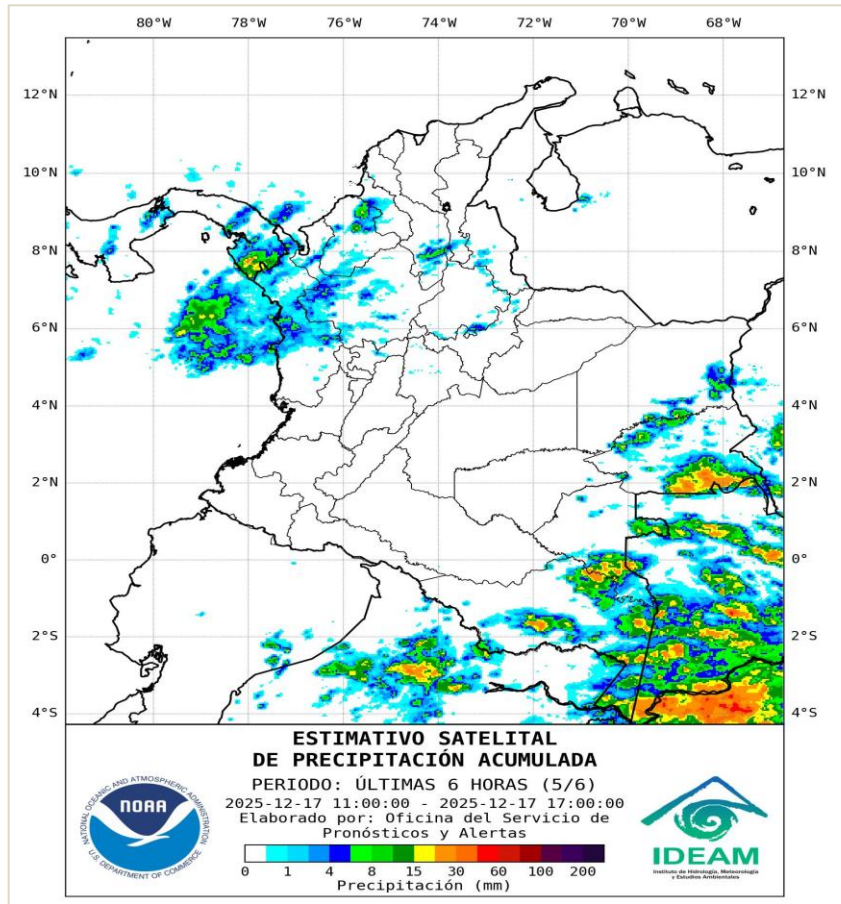 80°W 78°W 76°W 74°W 72°W 70°W 68°W
12°N 12°N
10°N 10°N
8°N 8°N
6°N 6°N
4°N 4°N
2°N 2°N
0° 0°
2°S 2°S
4°S 4°S
ESTIMATIVO SATELITAL
DE PRECIPITACIÓN ACUMULADA
PERIODO: ÚLTIMAS 6 HORAS (5/6)
2025-12-17 11:00:00 - 2025-12-17 17:00:00
Elaborado por: Oficina del Servicio de
Pronósticos y Alertas
0 1 4 8 15 30 60 100 200
Precipitación (mm)
NATIONAL OCEANIC AND ATMOSPHERIC ADMINISTRATION
NOAA
U.S. DEPARTMENT OF COMMERCE
IDEAM
Instituto de Hidrología, Meteorología
y Estudios Ambientales